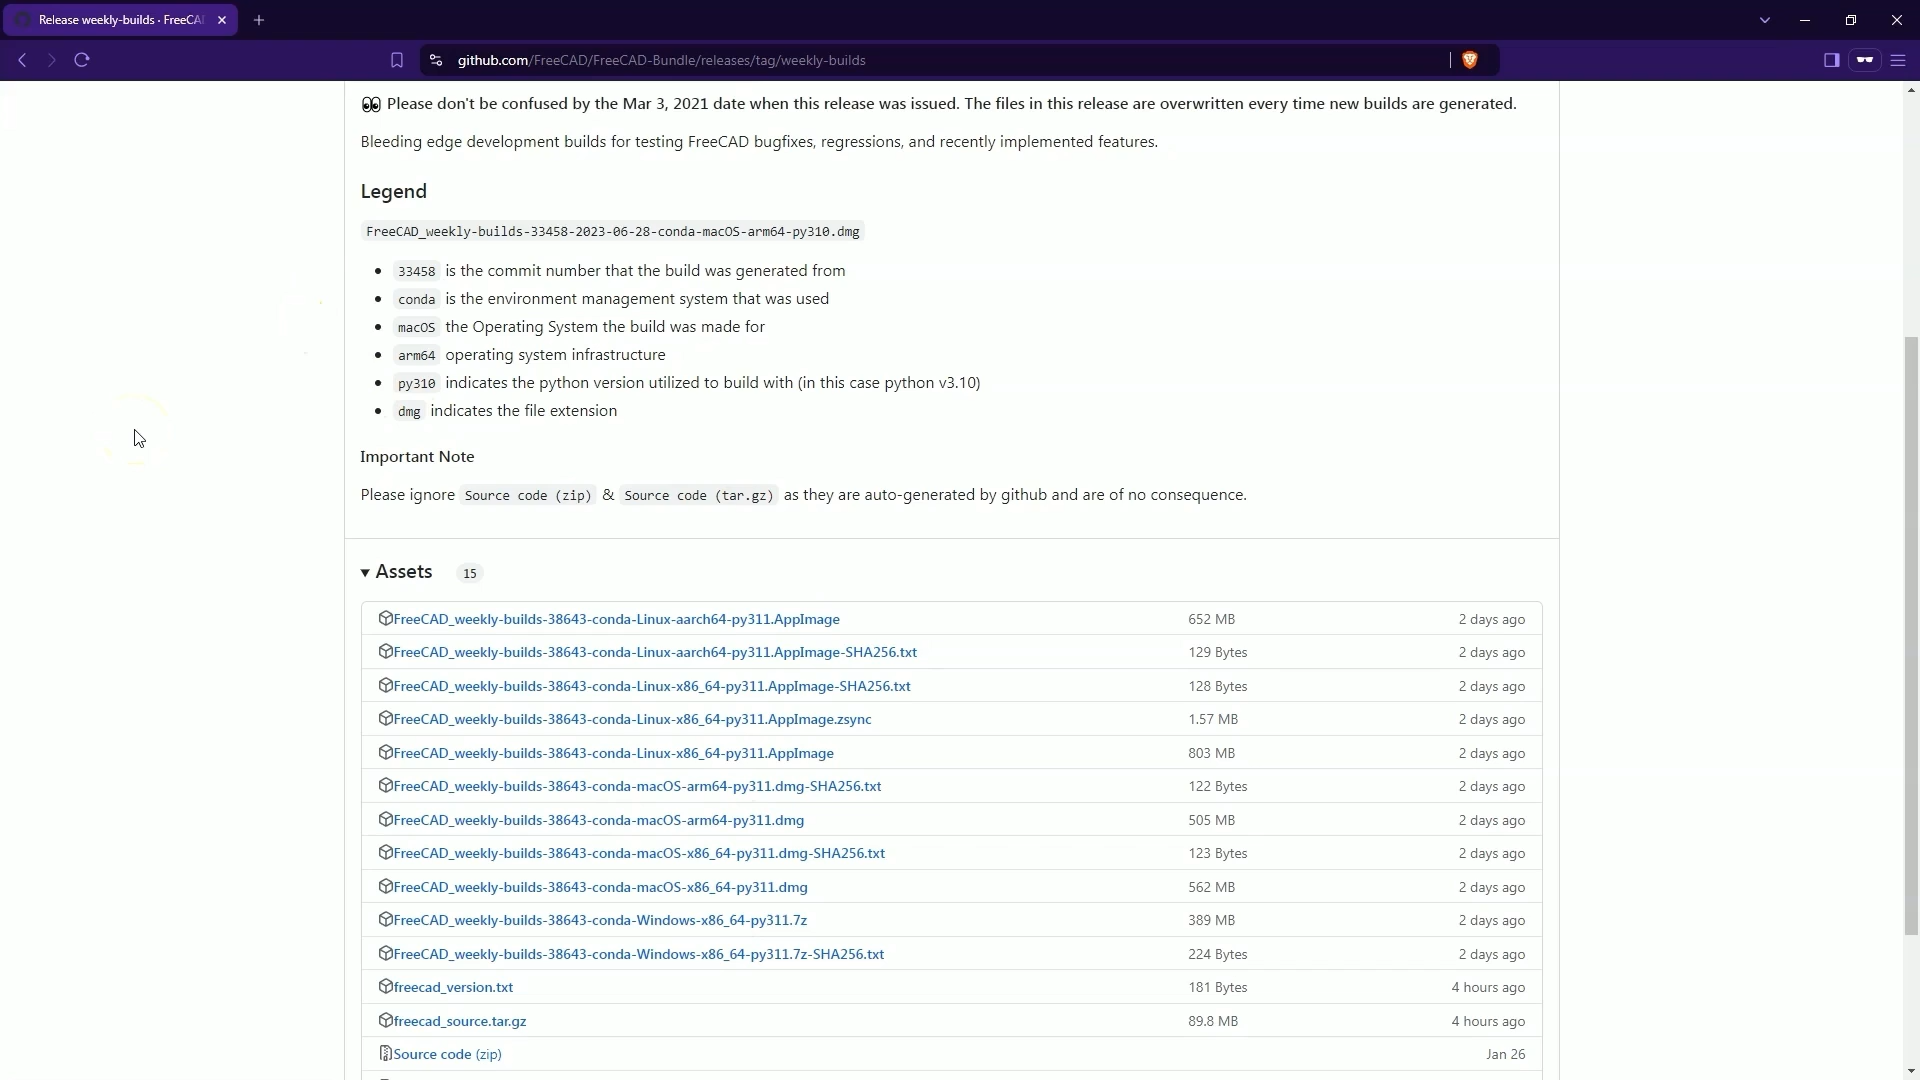 Release weekly-builds · FreeCA
github.com/FreeCAD/FreeCAD-Bundle/releases/tag/weekly-builds
👀 Please don't be confused by the Mar 3, 2021 date when this release was issued. The files in this release are overwritten every time new builds are generated.
Bleeding edge development builds for testing FreeCAD bugfixes, regressions, and recently implemented features.
Legend
FreeCAD_weekly-builds-33458-2023-06-28-conda-macOS-arm64-py310.dmg
33458 is the commit number that the build was generated from
conda is the environment management system that was used
macOS the Operating System the build was made for
arm64 operating system infrastructure
py310 indicates the python version utilized to build with (in this case python v3.10)
dmg indicates the file extension
Important Note
Please ignore Source code (zip) & Source code (tar.gz) as they are auto-generated by github and are of no consequence.
Assets 15
FreeCAD_weekly-builds-38643-conda-Linux-aarch64-py311.AppImage 652 MB 2 days ago
FreeCAD_weekly-builds-38643-conda-Linux-aarch64-py311.AppImage-SHA256.txt 129 Bytes 2 days ago
FreeCAD_weekly-builds-38643-conda-Linux-x86_64-py311.AppImage-SHA256.txt 128 Bytes 2 days ago
FreeCAD_weekly-builds-38643-conda-Linux-x86_64-py311.AppImage.zsync 1.57 MB 2 days ago
FreeCAD_weekly-builds-38643-conda-Linux-x86_64-py311.AppImage 803 MB 2 days ago
FreeCAD_weekly-builds-38643-conda-macOS-arm64-py311.dmg-SHA256.txt 122 Bytes 2 days ago
FreeCAD_weekly-builds-38643-conda-macOS-arm64-py311.dmg 505 MB 2 days ago
FreeCAD_weekly-builds-38643-conda-macOS-x86_64-py311.dmg-SHA256.txt 123 Bytes 2 days ago
FreeCAD_weekly-builds-38643-conda-macOS-x86_64-py311.dmg 562 MB 2 days ago
FreeCAD_weekly-builds-38643-conda-Windows-x86_64-py311.7z 389 MB 2 days ago
FreeCAD_weekly-builds-38643-conda-Windows-x86_64-py311.7z-SHA256.txt 224 Bytes 2 days ago
freecad_version.txt 181 Bytes 4 hours ago
freecad_source.tar.gz 89.8 MB 4 hours ago
Source code (zip) Jan 26